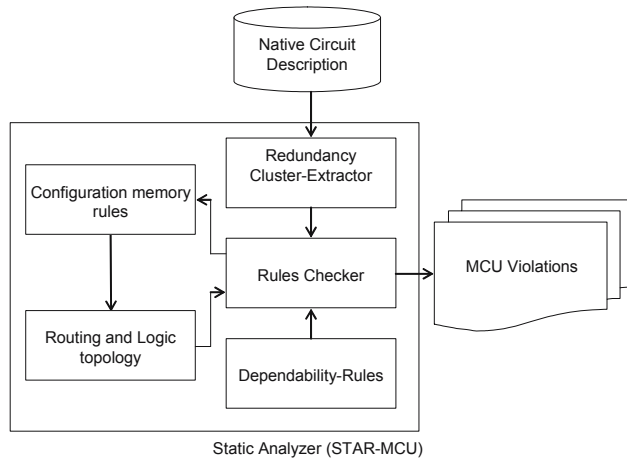 Native Circuit
Description
Redundancy
Cluster-Extractor
Configuration memory
rules
Rules Checker
MCU Violations
Routing and Logic
topology
Dependability-Rules
Static Analyzer (STAR-MCU)